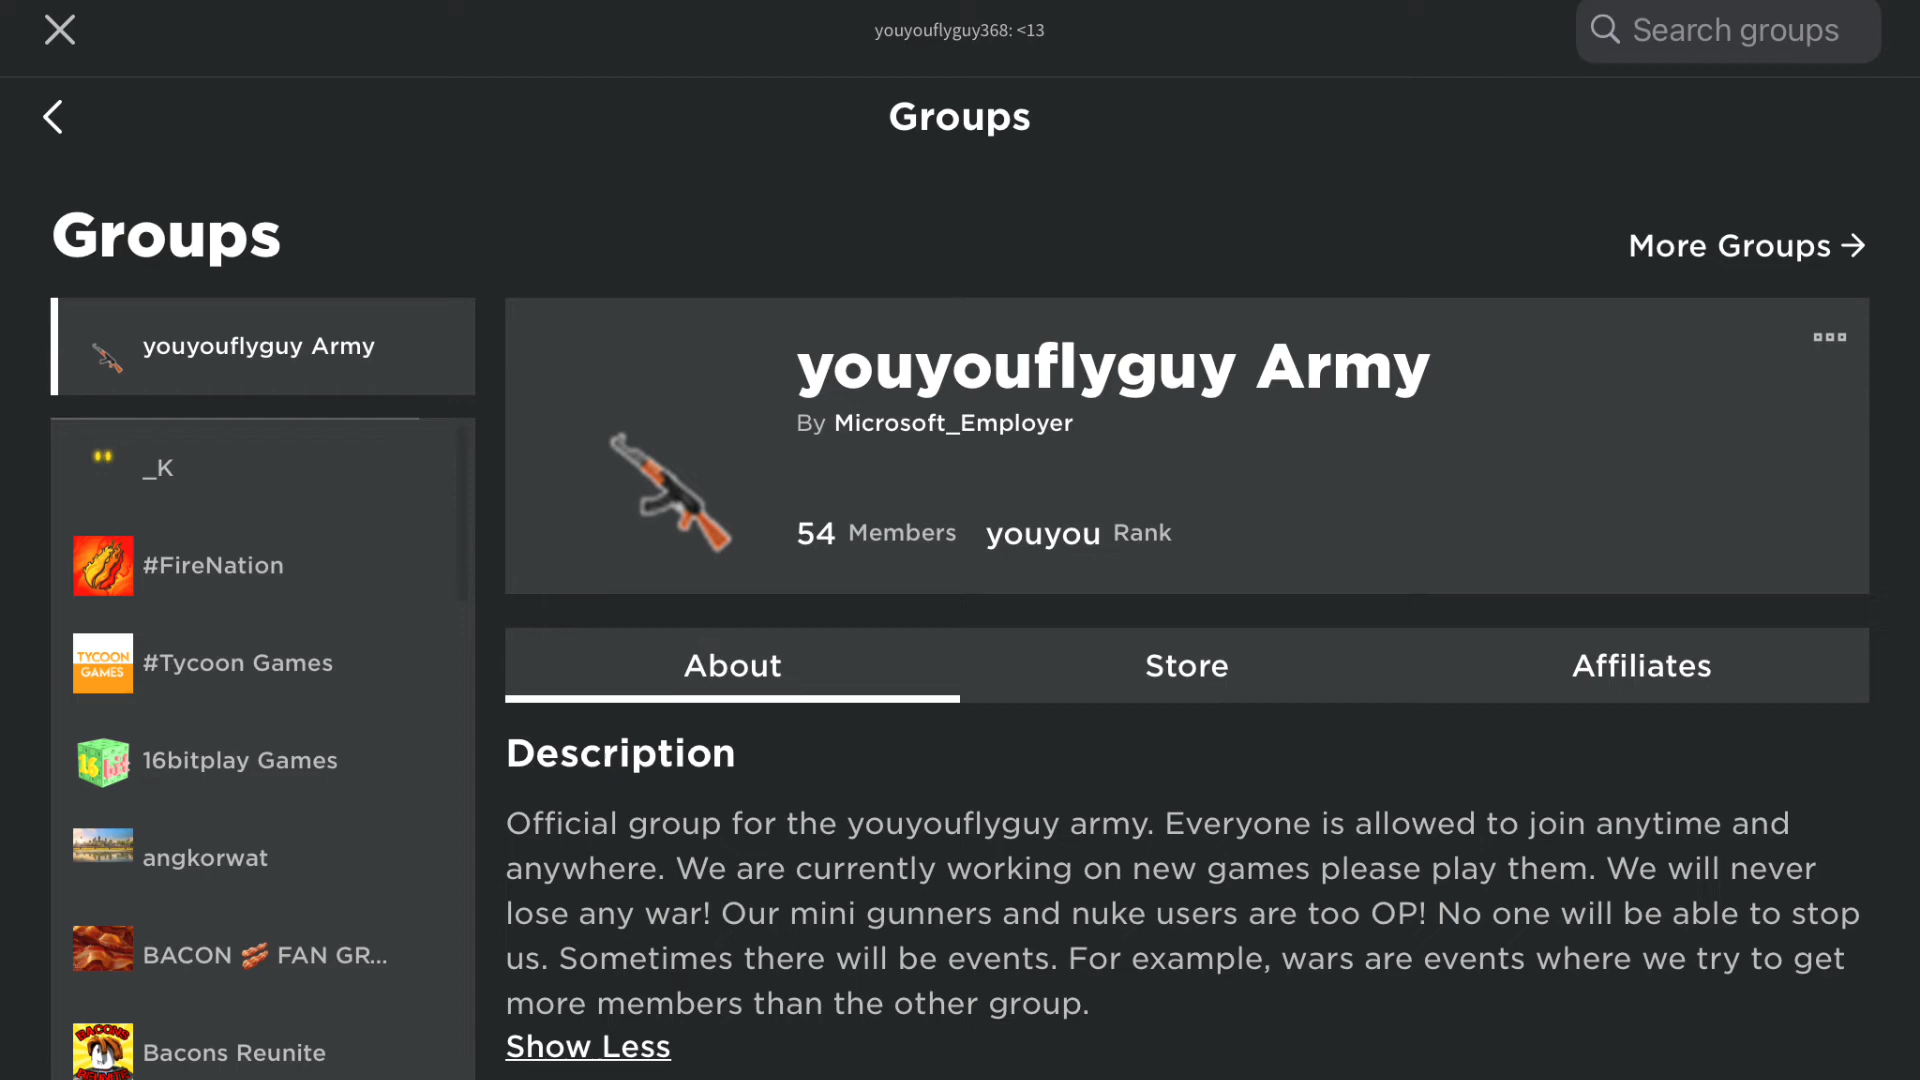 youyouflyguy368: <13
Search groups
Groups
Groups
More Groups →
youyouflyguy Army
_K
#FireNation
TYCOON
GAMES
#Tycoon Games
16 bit
16bitplay Games
angkorwat
BACON 🥓 FAN GR...
BACONS
REUNITE
Bacons Reunite
youyouflyguy Army
By Microsoft_Employer
54 Members youyou Rank
About Store Affiliates
Description
Official group for the youyouflyguy army. Everyone is allowed to join anytime and
anywhere. We are currently working on new games please play them. We will never
lose any war! Our mini gunners and nuke users are too OP! No one will be able to stop
us. Sometimes there will be events. For example, wars are events where we try to get
more members than the other group.
Show Less